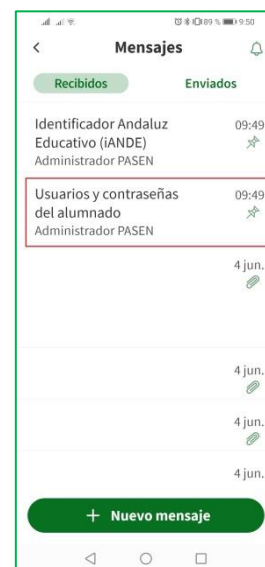 89 % 9:50
Mensajes
Recibidos Enviados
Identificador Andaluz 09:49
Educativo (iANDE)
Administrador PASEN
Usuarios y contraseñas 09:49
del alumnado
Administrador PASEN
4 jun.
4 jun.
4 jun.
4 jun.
+ Nuevo mensaje